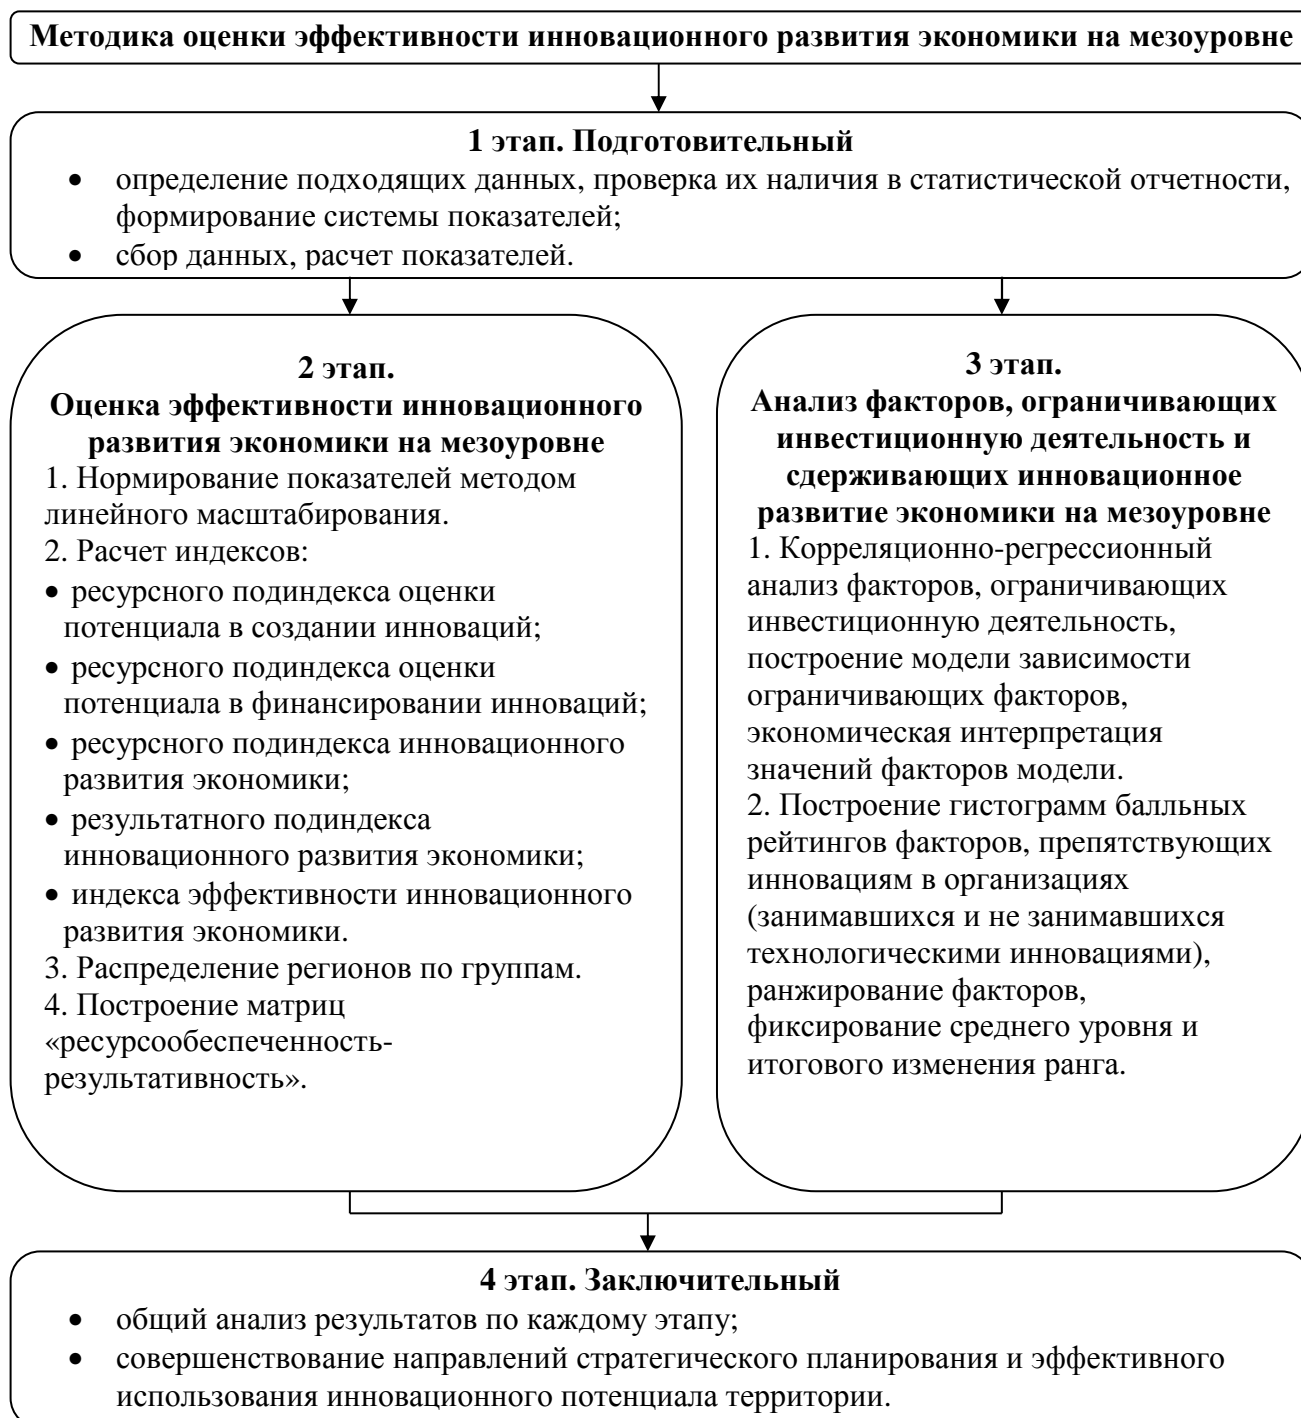 Методика оценки эффективности инновационного развития экономики на мезоуровне
1 этап. Подготовительный
• определение подходящих данных, проверка их наличия в статистической отчетности,
формирование системы показателей;
• сбор данных, расчет показателей.
2 этап.
Оценка эффективности инновационного
развития экономики на мезоуровне
1. Нормирование показателей методом
линейного масштабирования.
2. Расчет индексов:
• ресурсного подиндекса оценки
потенциала в создании инноваций;
• ресурсного подиндекса оценки
потенциала в финансировании инноваций;
• ресурсного подиндекса инновационного
развития экономики;
• результатного подиндекса
инновационного развития экономики;
• индекса эффективности инновационного
развития экономики.
3. Распределение регионов по группам.
4. Построение матриц
«ресурсообеспеченность-
результативность».
3 этап.
Анализ факторов, ограничивающих
инвестиционную деятельность и
сдерживающих инновационное
развитие экономики на мезоуровне
1. Корреляционно-регрессионный
анализ факторов, ограничивающих
инвестиционную деятельность,
построение модели зависимости
ограничивающих факторов,
экономическая интерпретация
значений факторов модели.
2. Построение гистограмм балльных
рейтингов факторов, препятствующих
инновациям в организациях
(занимавшихся и не занимавшихся
технологическими инновациями),
ранжирование факторов,
фиксирование среднего уровня и
итогового изменения ранга.
4 этап. Заключительный
• общий анализ результатов по каждому этапу;
• совершенствование направлений стратегического планирования и эффективного
использования инновационного потенциала территории.